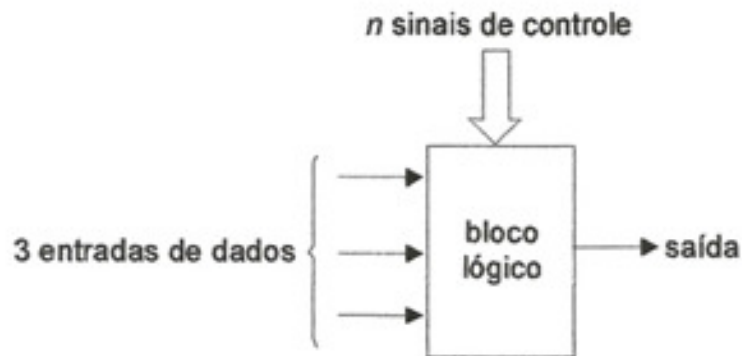 n sinais de controle
3 entradas de dados
bloco
lógico
saída